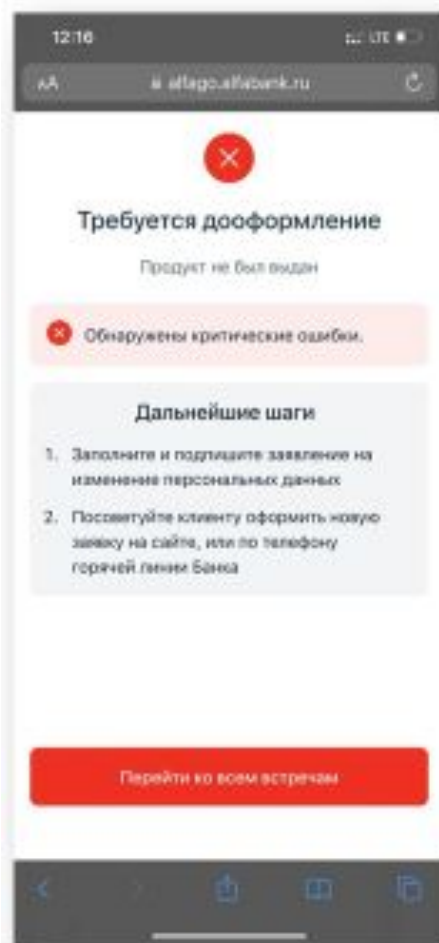 12:16
LTE
AA
alfago.alfabank.ru
Требуется дооформление
Продукт не был выдан
Обнаружены критические ошибки.
Дальнейшие шаги
1. Заполните и подпишите заявление на
изменение персональных данных
2. Посоветуйте клиенту оформить новую
заявку на сайте, или по телефону
горячей линии Банка
Перейти ко всем встречам